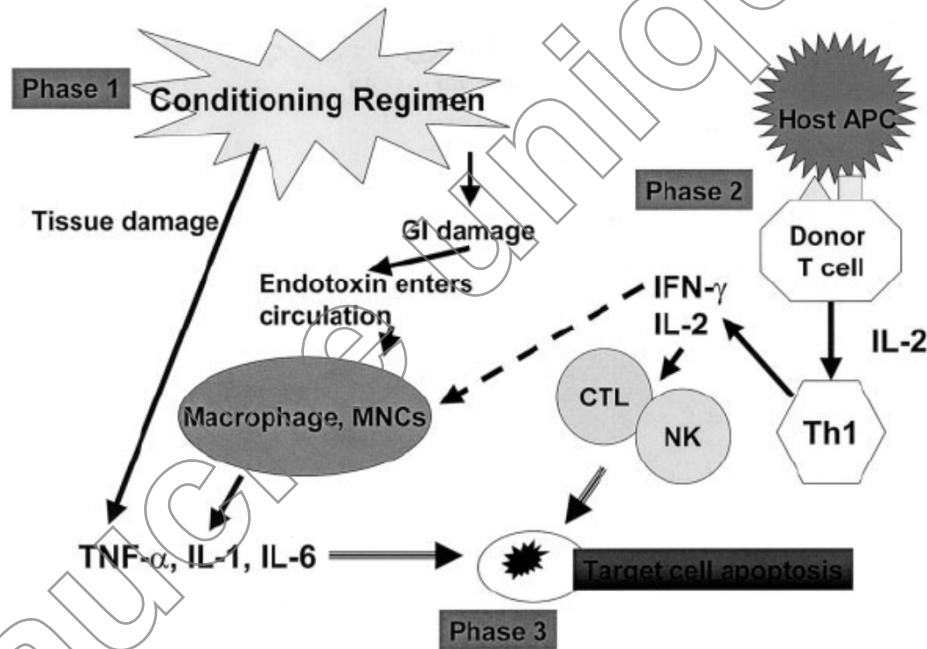 Phase 1
Conditioning Regimen
Host APC
Phase 2
Tissue damage
GI damage
Donor
T cell
Endotoxin enters
circulation
IFN-γ
IL-2
IL-2
Macrophage, MNCs
CTL
NK
Th1
TNF-α, IL-1, IL-6
Target cell apoptosis
Phase 3